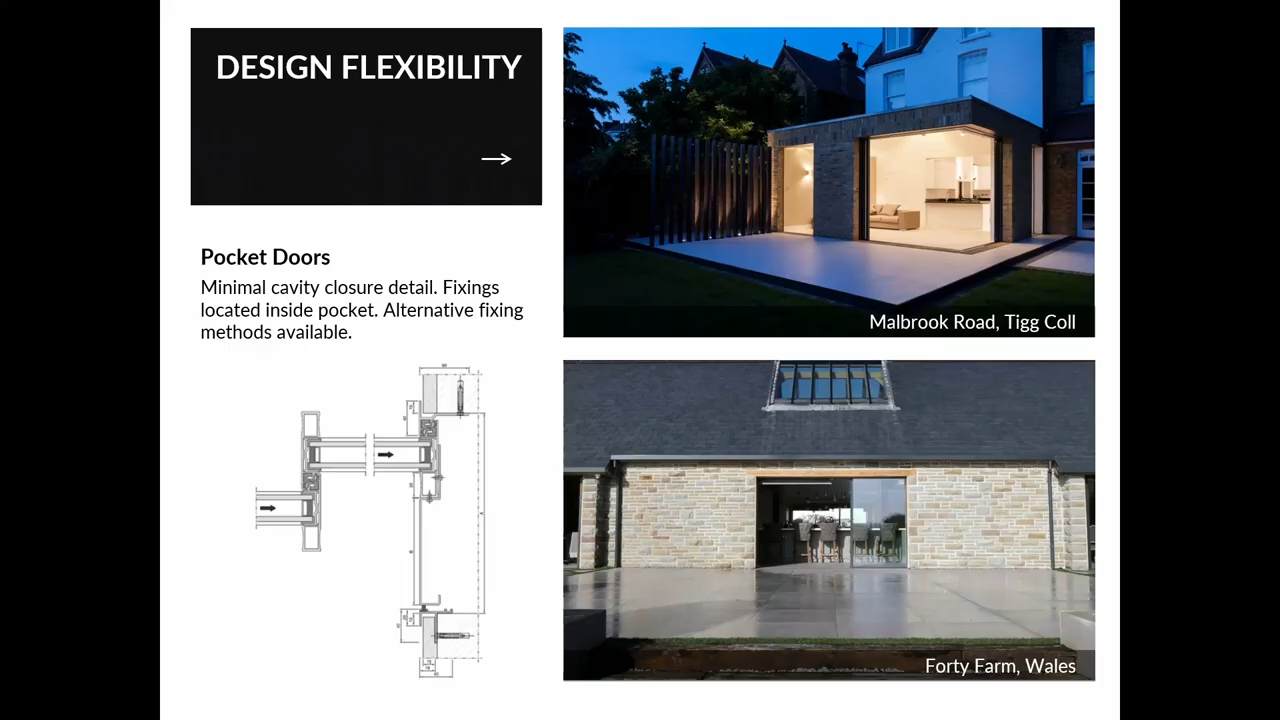 DESIGN FLEXIBILITY
Pocket Doors
Minimal cavity closure detail. Fixings
located inside pocket. Alternative fixing
methods available.
Malbrook Road, Tigg Coll
Forty Farm, Wales